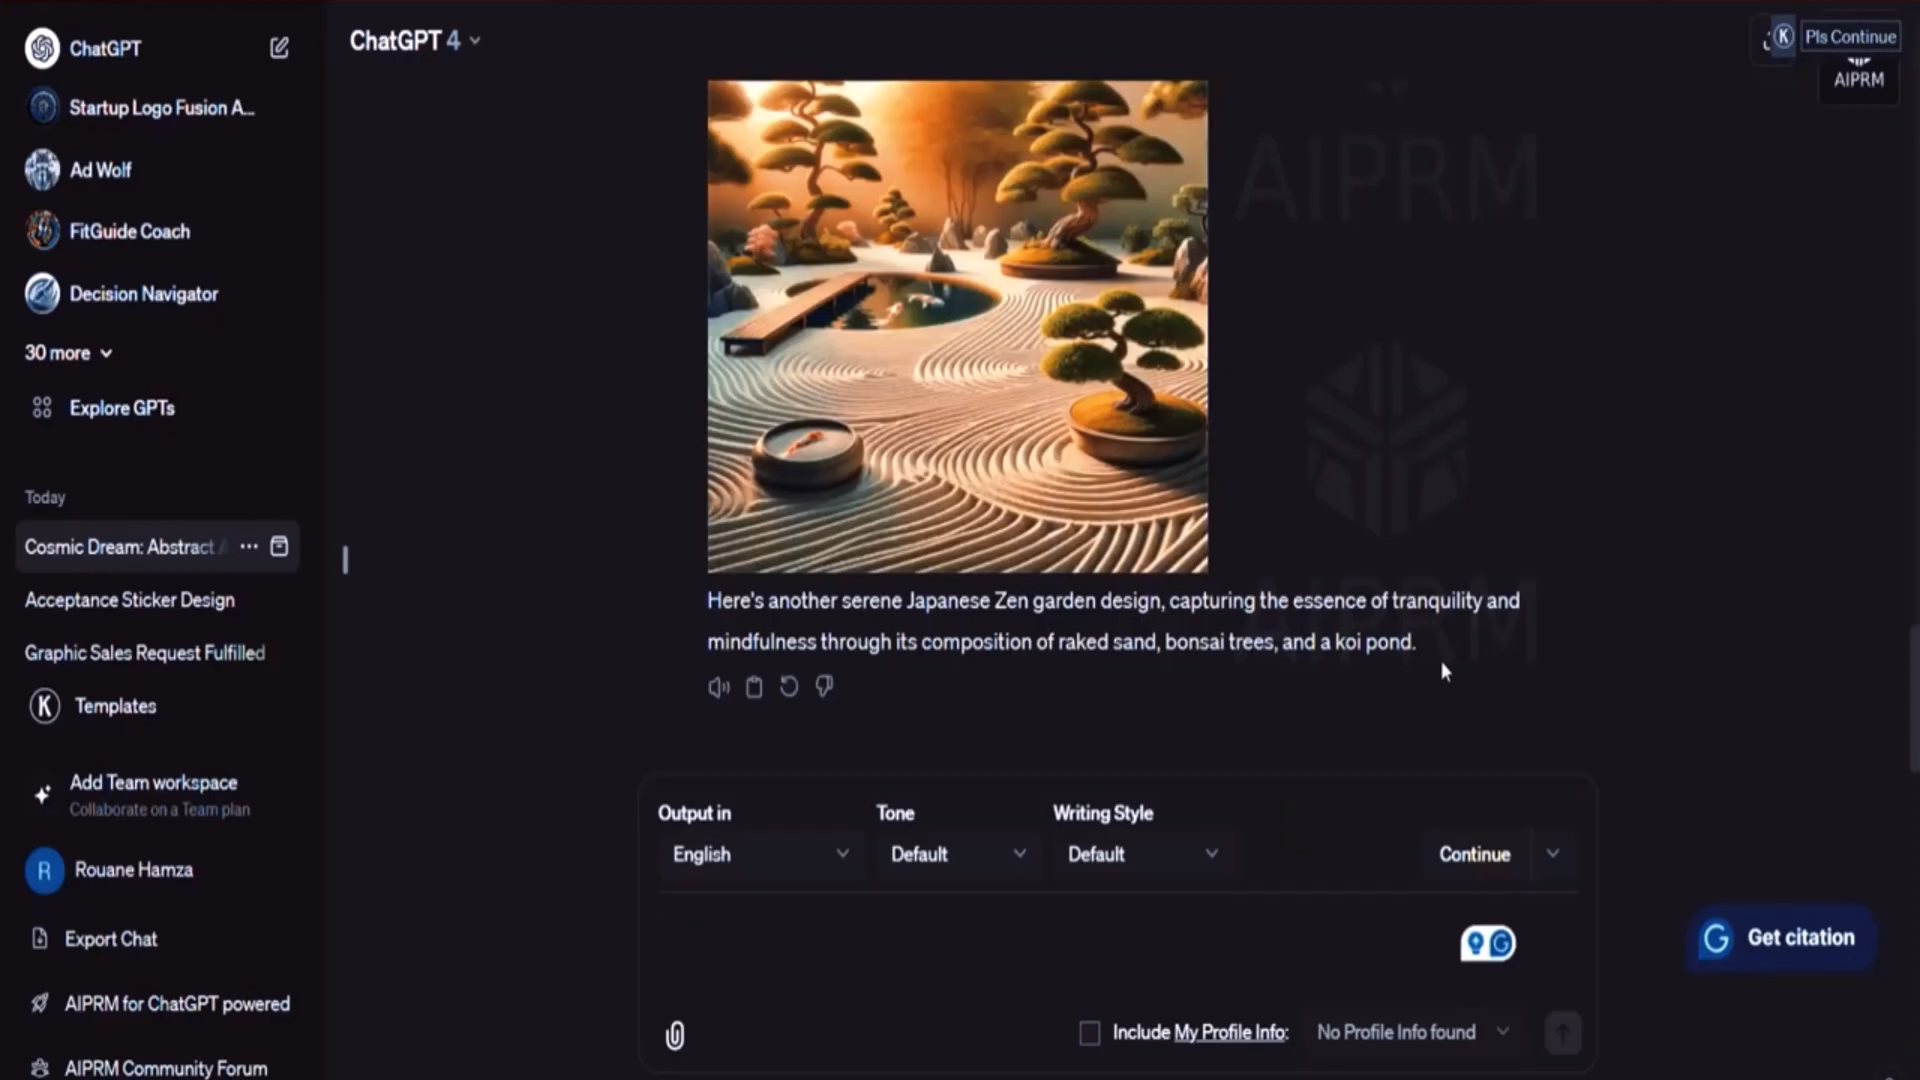 ChatGPT
Startup Logo Fusion A...
Ad Wolf
FitGuide Coach
Decision Navigator
30 more
Explore GPTs
Today
Cosmic Dream: Abstract A
Acceptance Sticker Design
Graphic Sales Request Fulfilled
Templates
Add Team workspace
Collaborate on a Team plan
Rouane Hamza
Export Chat
AIPRM for ChatGPT powered
AIPRM Community Forum
ChatGPT 4
K
Pls Continue
AIPRM
AIPRM
AIPRM
Here's another serene Japanese Zen garden design, capturing the essence of tranquility and
mindfulness through its composition of raked sand, bonsai trees, and a koi pond.
Output in
Tone
Writing Style
English
Default
Default
Continue
Get citation
Include My Profile Info:
No Profile Info found